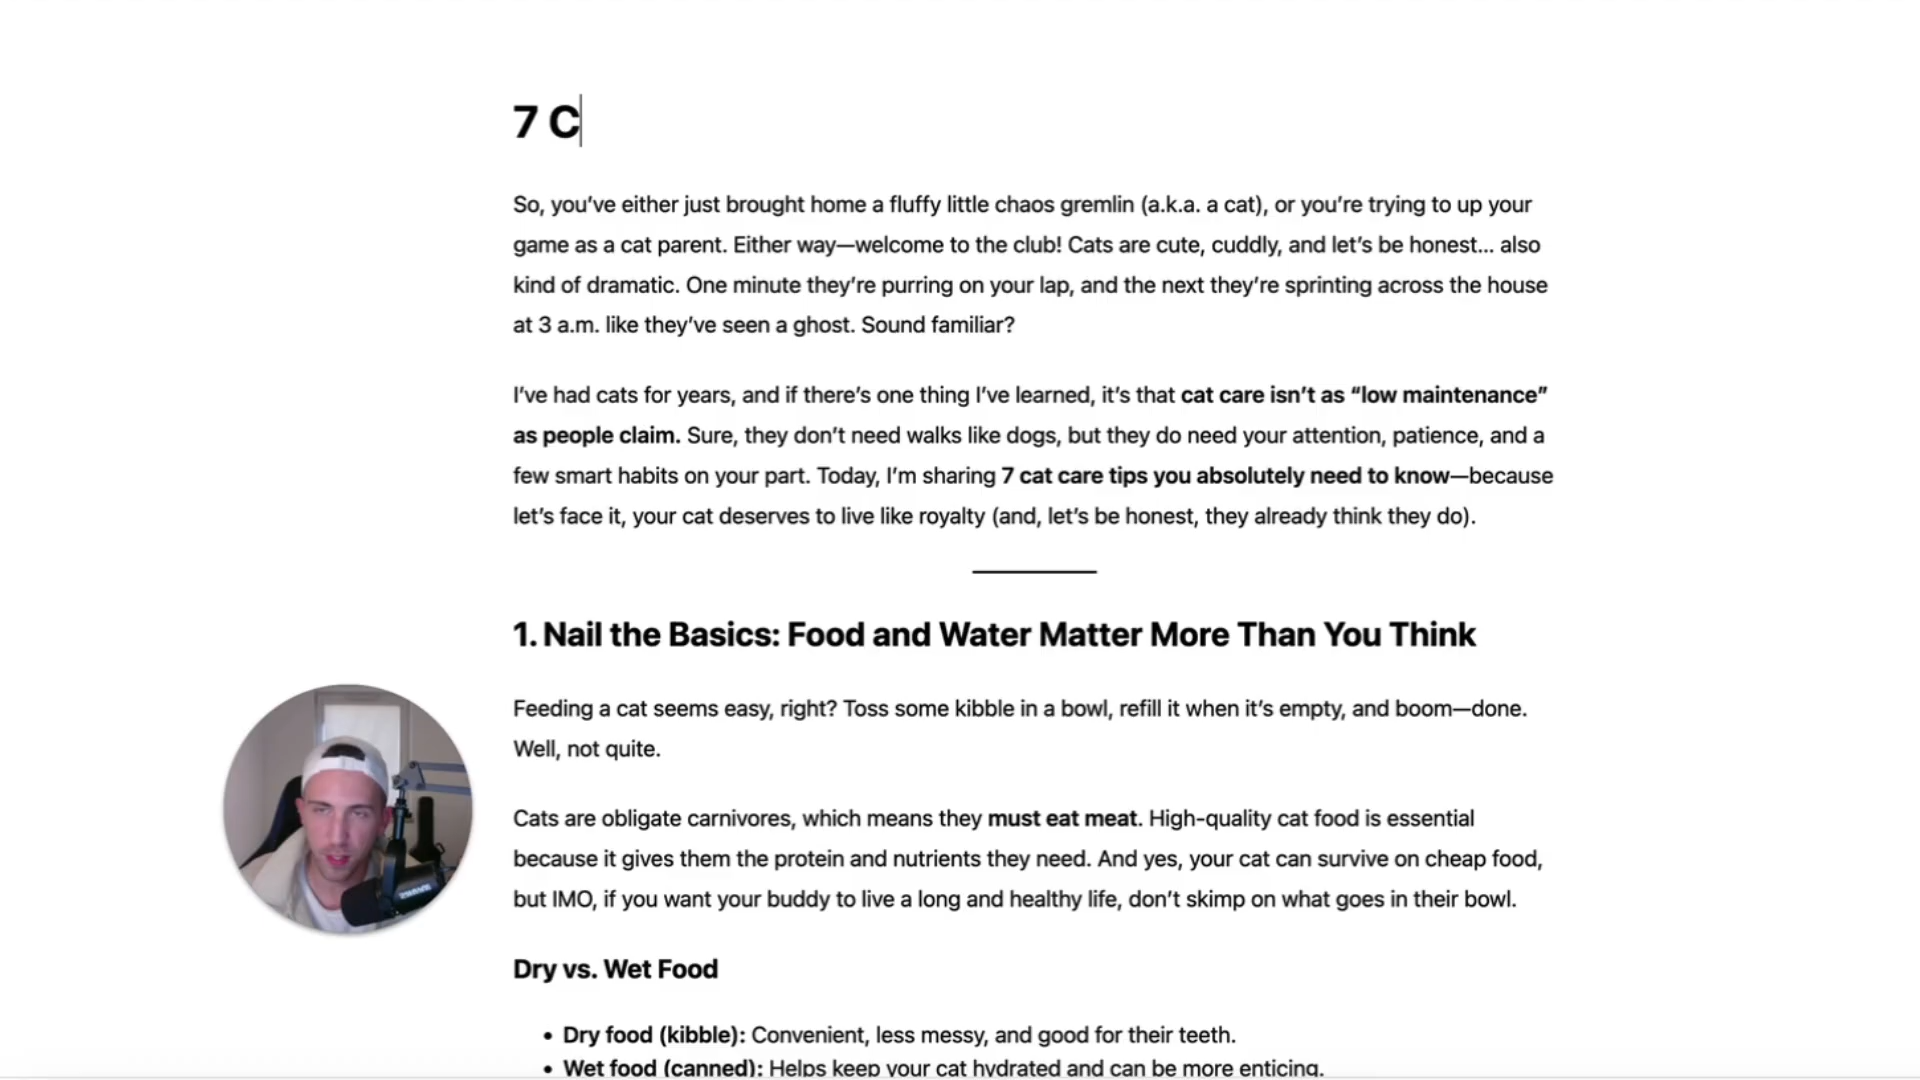 7 C
So, you’ve either just brought home a fluffy little chaos gremlin (a.k.a. a cat), or you’re trying to up your
game as a cat parent. Either way—welcome to the club! Cats are cute, cuddly, and let’s be honest… also
kind of dramatic. One minute they’re purring on your lap, and the next they’re sprinting across the house
at 3 a.m. like they’ve seen a ghost. Sound familiar?
I’ve had cats for years, and if there’s one thing I’ve learned, it’s that cat care isn’t as “low maintenance”
as people claim. Sure, they don’t need walks like dogs, but they do need your attention, patience, and a
few smart habits on your part. Today, I’m sharing 7 cat care tips you absolutely need to know—because
let’s face it, your cat deserves to live like royalty (and, let’s be honest, they already think they do).
1. Nail the Basics: Food and Water Matter More Than You Think
Feeding a cat seems easy, right? Toss some kibble in a bowl, refill it when it’s empty, and boom—done.
Well, not quite.
Cats are obligate carnivores, which means they must eat meat. High-quality cat food is essential
because it gives them the protein and nutrients they need. And yes, your cat can survive on cheap food,
but IMO, if you want your buddy to live a long and healthy life, don’t skimp on what goes in their bowl.
Dry vs. Wet Food
• Dry food (kibble): Convenient, less messy, and good for their teeth.
• Wet food (canned): Helps keep your cat hydrated and can be more enticing.